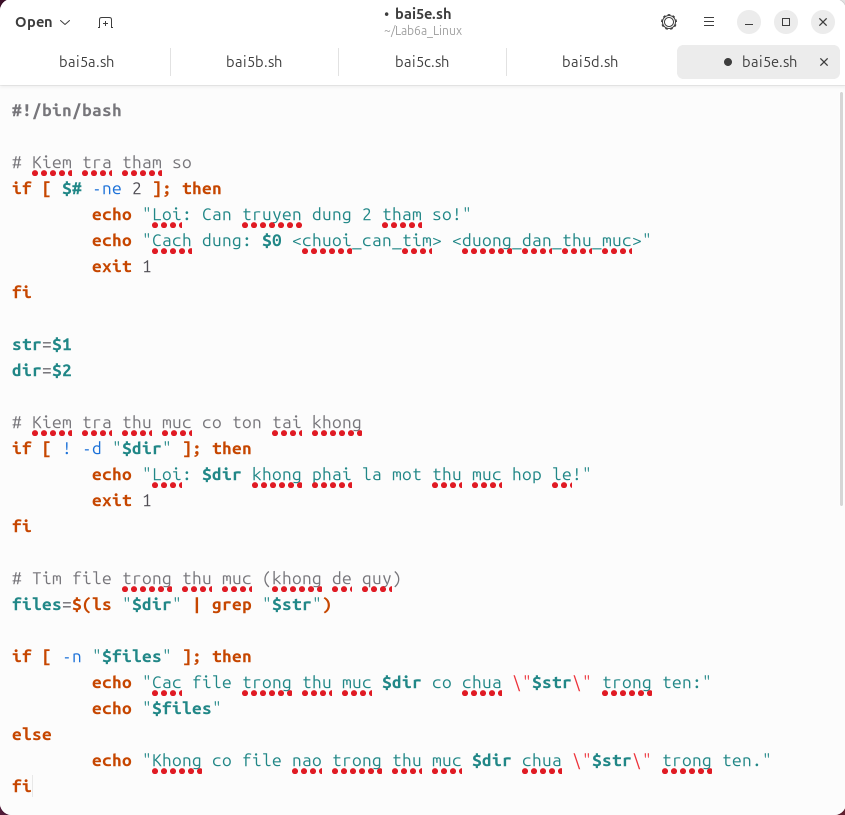 Open
• bai5e.sh
~/Lab6a_Linux
bai5a.sh bai5b.sh bai5c.sh bai5d.sh • bai5e.sh
#!/bin/bash
# Kiem tra tham so
if [ $# -ne 2 ]; then
        echo "Loi: Can truyen dung 2 tham so!"
        echo "Cach dung: $0 <chuoi_can_tim> <duong_dan_thu_muc>"
        exit 1
fi
str=$1
dir=$2
# Kiem tra thu muc co ton tai khong
if [ ! -d "$dir" ]; then
        echo "Loi: $dir khong phai la mot thu muc hop le!"
        exit 1
fi
# Tim file trong thu muc (khong de quy)
files=$(ls "$dir" | grep "$str")
if [ -n "$files" ]; then
        echo "Cac file trong thu muc $dir co chua \"$str\" trong ten:"
        echo "$files"
else
        echo "Khong co file nao trong thu muc $dir chua \"$str\" trong ten."
fi